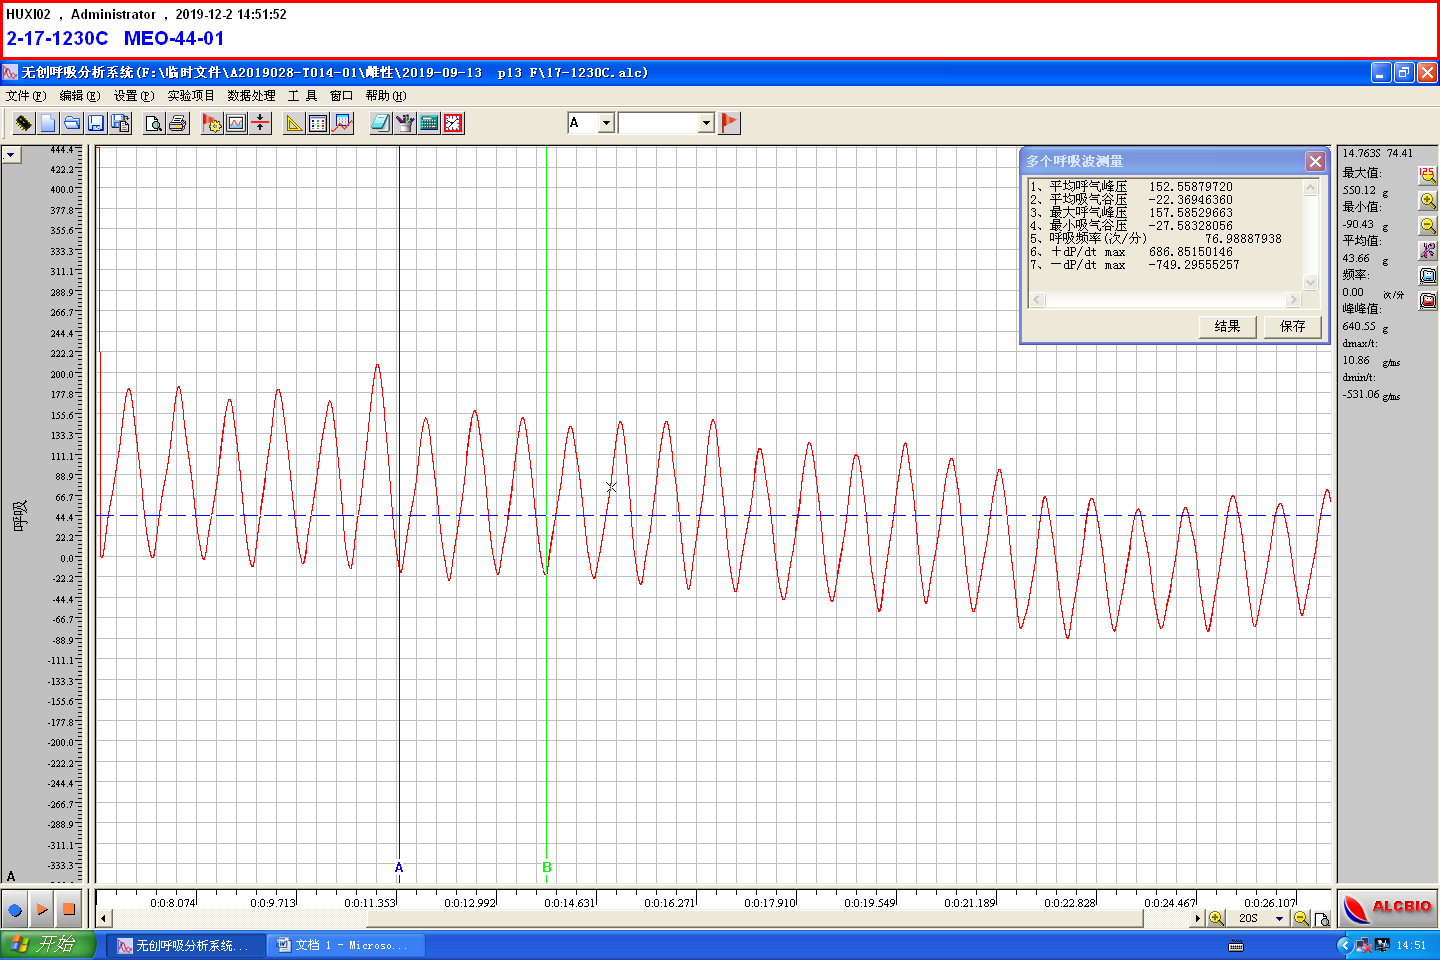 HUXI02 , Administrator , 2019-12-2 14:51:52
2-17-1230C MEO-44-01
无创呼吸分析系统(F:\临时文件\A2019028-T014-01\雌性\2019-09-13 p13 F\17-1230C.alc)
文件(F) 编辑(E) 设置(P) 实验项目 数据处理 工 具 窗口 帮助(H)
A
444.4
422.2
400.0
377.8
355.6
333.3
311.1
288.9
266.7
244.4
222.2
200.0
177.8
155.6
133.3
111.1
88.9
66.7
44.4
22.2
0.0
-22.2
-44.4
-66.7
-88.9
-111.1
-133.3
-155.6
-177.8
-200.0
-222.2
-244.4
-266.7
-288.9
-311.1
-333.3
呼吸
A
A
B
多个呼吸波测量
1、平均呼气峰压 152.55879720
2、平均吸气谷压 -22.36946360
3、最大呼气峰压 157.58529663
4、最小吸气谷压 -27.58328056
5、呼吸频率(次/分) 76.98887938
6、＋dP/dt max 686.85150146
7、－dP/dt max -749.29555257
结果 保存
14.763S 74.41
最大值:
550.12 g
最小值:
-90.43 g
平均值:
43.66 g
频率:
0.00 次/分
峰峰值:
640.55 g
dmax/t:
10.86 g/ms
dmin/t:
-531.06 g/ms
125
0:0:8.074 0:0:9.713 0:0:11.353 0:0:12.992 0:0:14.631 0:0:16.271 0:0:17.910 0:0:19.549 0:0:21.189 0:0:22.828 0:0:24.467 0:0:26.107
20S
ALCBIO
开始 无创呼吸分析系统... 文档 1 - Microso... 14:51